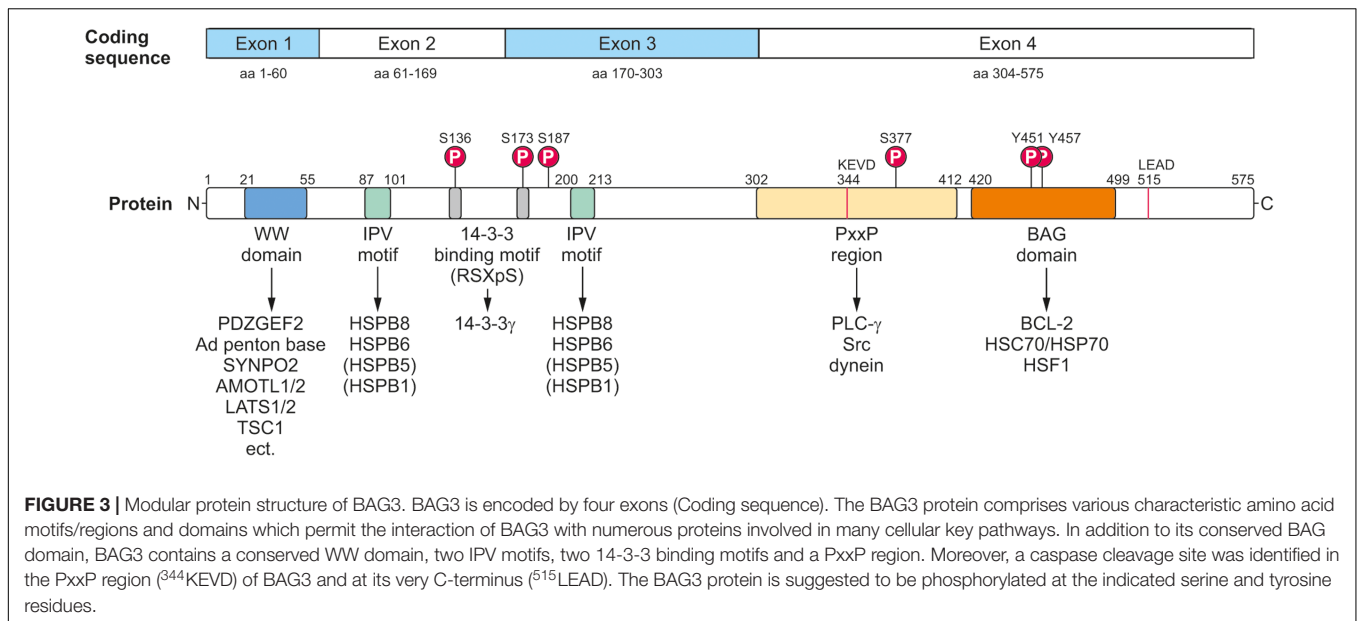 Coding
sequence
Exon 1
Exon 2
Exon 3
Exon 4
aa 1-60
aa 61-169
aa 170-303
aa 304-575
S136
S173
S187
S377
Y451
Y457
P
P
P
P
P
P
KEVD
LEAD
1
21
55
87
101
200
213
302
344
412
420
499
515
575
Protein
N
C
WW
domain
IPV
motif
14-3-3
binding motif
(RSXpS)
IPV
motif
PxxP
region
BAG
domain
PDZGEF2
Ad penton base
SYNPO2
AMOTL1/2
LATS1/2
TSC1
ect.
HSPB8
HSPB6
(HSPB5)
(HSPB1)
14-3-3γ
HSPB8
HSPB6
(HSPB5)
(HSPB1)
PLC-γ
Src
dynein
BCL-2
HSC70/HSP70
HSF1
FIGURE 3 | Modular protein structure of BAG3. BAG3 is encoded by four exons (Coding sequence). The BAG3 protein comprises various characteristic amino acid
motifs/regions and domains which permit the interaction of BAG3 with numerous proteins involved in many cellular key pathways. In addition to its conserved BAG
domain, BAG3 contains a conserved WW domain, two IPV motifs, two 14-3-3 binding motifs and a PxxP region. Moreover, a caspase cleavage site was identified in
the PxxP region (³⁴⁴KEVD) of BAG3 and at its very C-terminus (⁵¹⁵LEAD). The BAG3 protein is suggested to be phosphorylated at the indicated serine and tyrosine
residues.